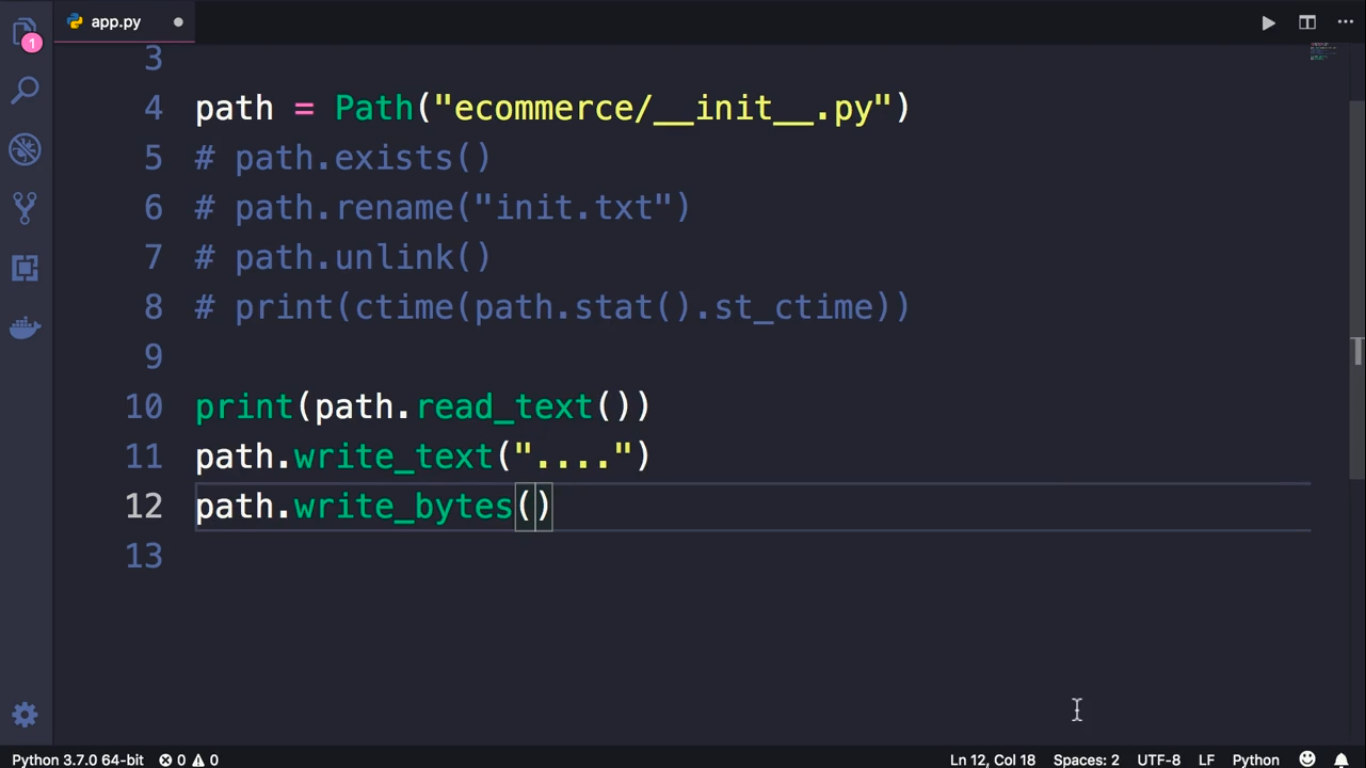 app.py
1
3
4 path = Path("ecommerce/__init__.py")
5 # path.exists()
6 # path.rename("init.txt")
7 # path.unlink()
8 # print(ctime(path.stat().st_ctime))
9
10 print(path.read_text())
11 path.write_text("....")
12 path.write_bytes()
13
Python 3.7.0 64-bit 0 0 Ln 12, Col 18 Spaces: 2 UTF-8 LF Python